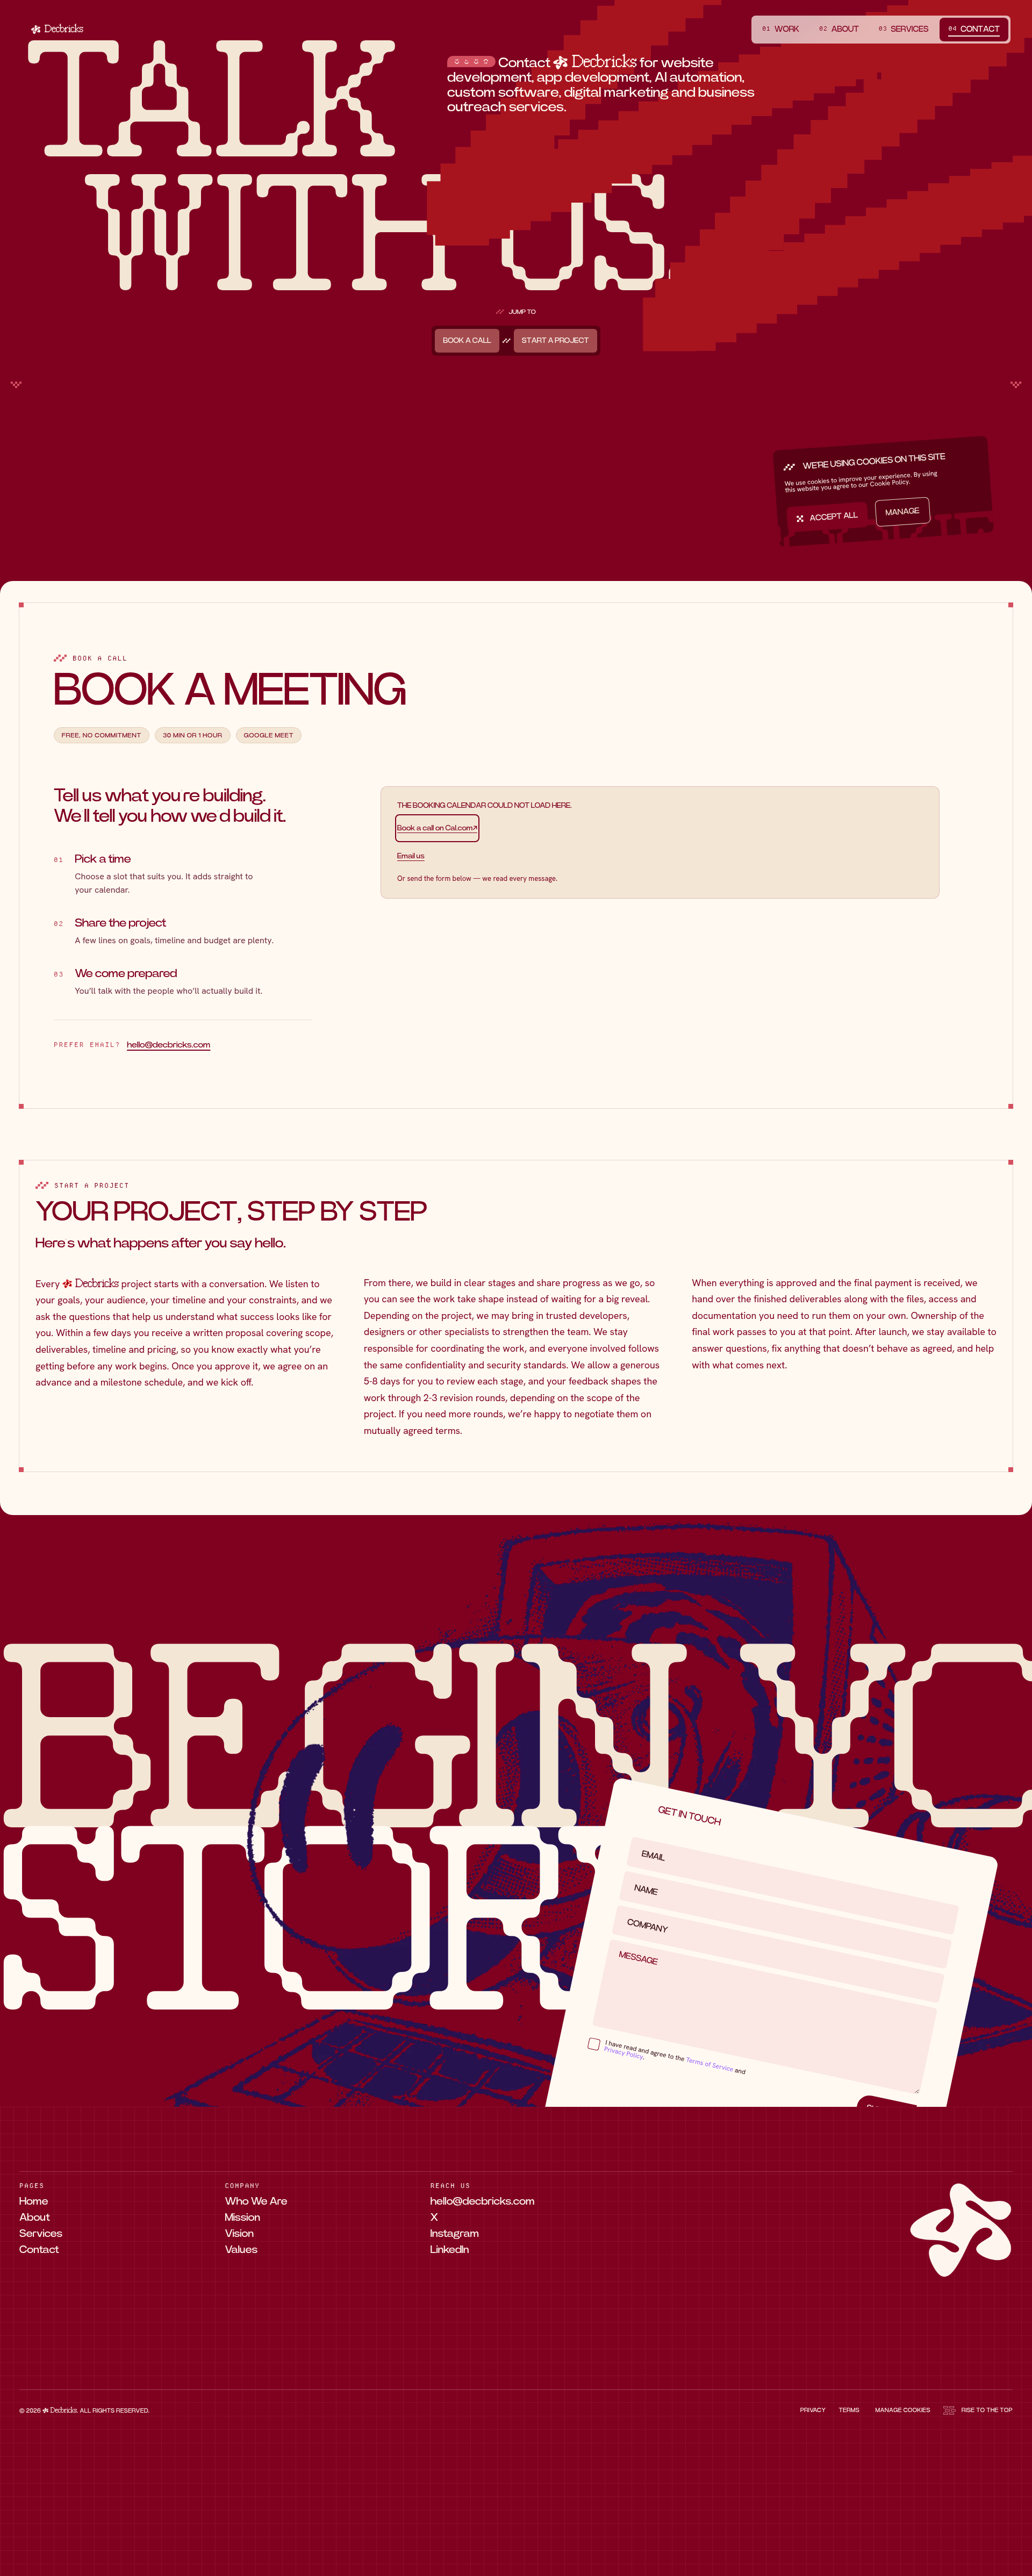 Decbricks
01 WORK
02 ABOUT
03 SERVICES
04 CONTACT
TALK
WITH US.
Contact Decbricks for website
development, app development, AI automation,
custom software, digital marketing and business
outreach services.
JUMP TO
BOOK A CALL
START A PROJECT
WE'RE USING COOKIES ON THIS SITE
We use cookies to improve your experience. By using
this website you agree to our Cookie Policy.
ACCEPT ALL
MANAGE
BOOK A CALL
BOOK A MEETING
FREE, NO COMMITMENT
30 MIN OR 1 HOUR
GOOGLE MEET
Tell us what you're building.
We'll tell you how we'd build it.
01 Pick a time
Choose a slot that suits you. It adds straight to
your calendar.
02 Share the project
A few lines on goals, timeline and budget are plenty.
03 We come prepared
You'll talk with the people who'll actually build it.
PREFER EMAIL? hello@decbricks.com
THE BOOKING CALENDAR COULD NOT LOAD HERE.
Book a call on Cal.com↗
Email us
Or send the form below — we read every message.
START A PROJECT
YOUR PROJECT, STEP BY STEP
Here's what happens after you say hello.
Every Decbricks project starts with a conversation. We listen to
your goals, your audience, your timeline and your constraints, and we
ask the questions that help us understand what success looks like for
you. Within a few days you receive a written proposal covering scope,
deliverables, timeline and pricing, so you know exactly what you're
getting before any work begins. Once you approve it, we agree on an
advance and a milestone schedule, and we kick off.
From there, we build in clear stages and share progress as we go, so
you can see the work take shape instead of waiting for a big reveal.
Depending on the project, we may bring in trusted developers,
designers or other specialists to strengthen the team. We stay
responsible for coordinating the work, and everyone involved follows
the same confidentiality and security standards. We allow a generous
5-8 days for you to review each stage, and your feedback shapes the
work through 2-3 revision rounds, depending on the scope of the
project. If you need more rounds, we're happy to negotiate them on
mutually agreed terms.
When everything is approved and the final payment is received, we
hand over the finished deliverables along with the files, access and
documentation you need to run them on your own. Ownership of the
final work passes to you at that point. After launch, we stay available to
answer questions, fix anything that doesn't behave as agreed, and help
with what comes next.
BEGIN
STOR
GET IN TOUCH
EMAIL
NAME
COMPANY
MESSAGE
I have read and agree to the Terms of Service and
Privacy Policy.
PAGES
Home
About
Services
Contact
COMPANY
Who We Are
Mission
Vision
Values
REACH US
hello@decbricks.com
X
Instagram
LinkedIn
© 2026 Decbricks. ALL RIGHTS RESERVED.
PRIVACY
TERMS
MANAGE COOKIES
RISE TO THE TOP